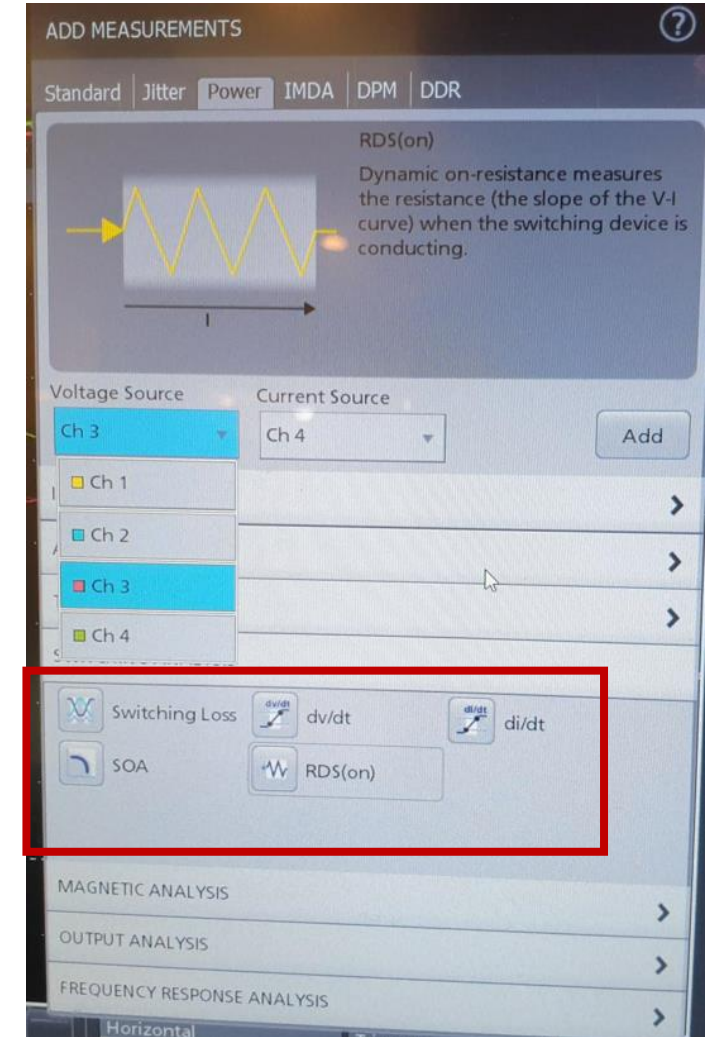 ADD MEASUREMENTS
?
Standard Jitter Power IMDA DPM DDR
RDS(on)
Dynamic on-resistance measures
the resistance (the slope of the V-I
curve) when the switching device is
conducting.
I
Voltage Source Current Source
Ch 3 Ch 4 Add
Ch 1
Ch 2
Ch 3
Ch 4
Switching Loss dv/dt dv/dt di/dt di/dt
SOA RDS(on)
MAGNETIC ANALYSIS
OUTPUT ANALYSIS
FREQUENCY RESPONSE ANALYSIS
Horizontal